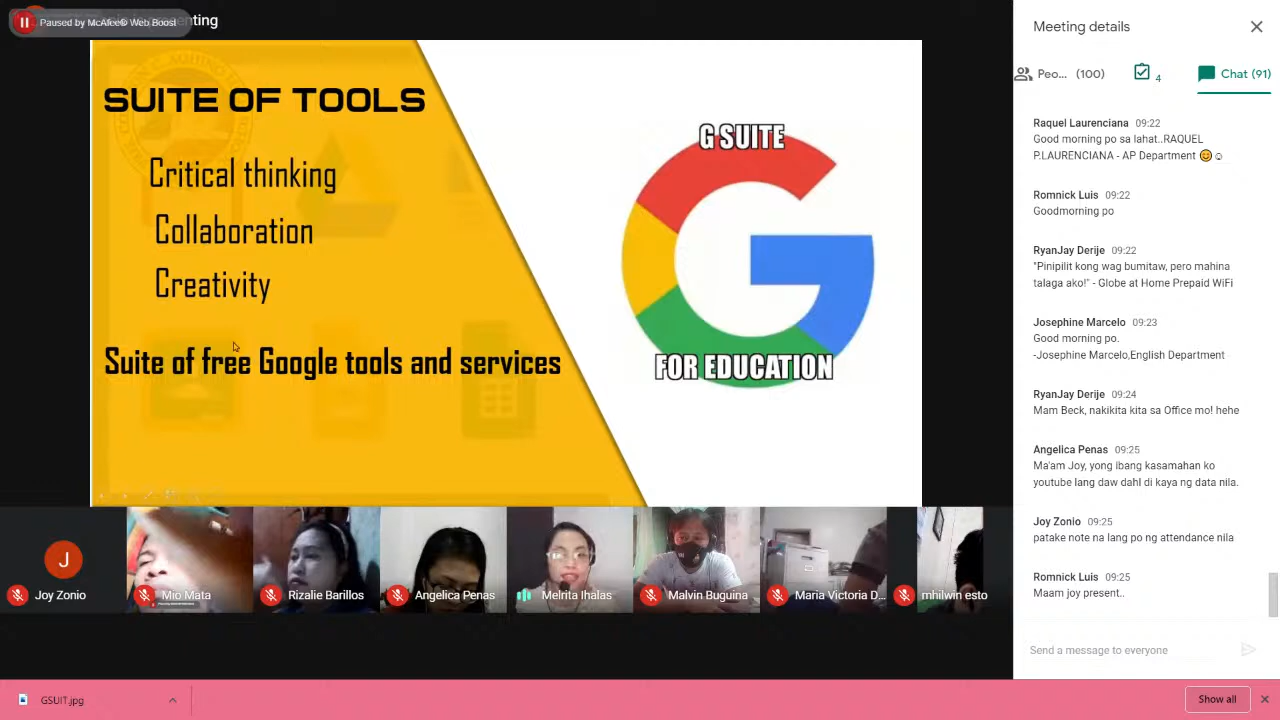 Paused by McAfee® Web Boost
nting
SUITE OF TOOLS
Critical thinking
Collaboration
Creativity
Suite of free Google tools and services
G SUITE
FOR EDUCATION
J
Joy Zonio
Mio Mata
Rizalie Barillos
Angelica Penas
Melrita Ihalas
Malvin Buguina
Maria Victoria D...
mhilwin esto
Meeting details
Peo... (100)
4
Chat (91)
Raquel Laurenciana 09:22
Good morning po sa lahat..RAQUEL
P.LAURENCIANA - AP Department 😊☺
Romnick Luis 09:22
Goodmorning po
RyanJay Derije 09:22
"Pinipilit kong wag bumitaw, pero mahina
talaga ako!" - Globe at Home Prepaid WiFi
Josephine Marcelo 09:23
Good morning po.
-Josephine Marcelo,English Department
RyanJay Derije 09:24
Mam Beck, nakikita kita sa Office mo! hehe
Angelica Penas 09:25
Ma'am Joy, yong ibang kasamahan ko
youtube lang daw dahl di kaya ng data nila.
Joy Zonio 09:25
patake note na lang po ng attendance nila
Romnick Luis 09:25
Maam joy present..
Send a message to everyone
GSUIT.jpg
Show all